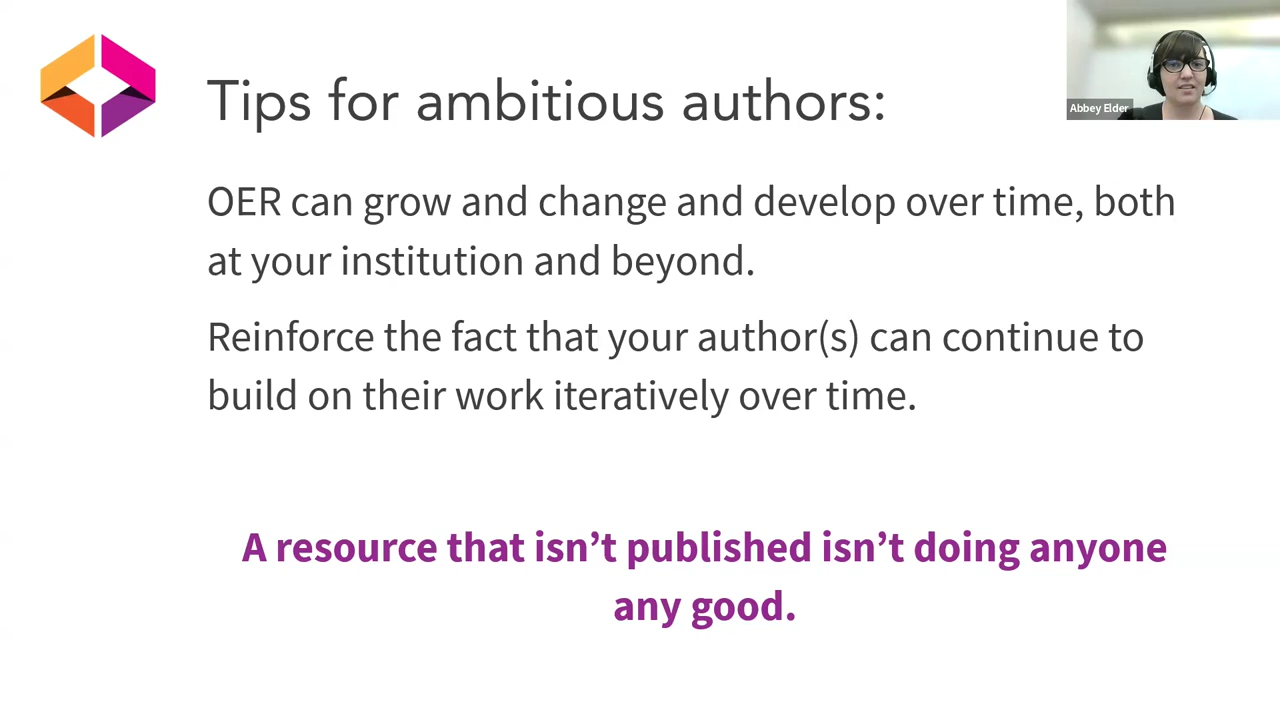 Tips for ambitious authors:
Abbey Elder
OER can grow and change and develop over time, both
at your institution and beyond.
Reinforce the fact that your author(s) can continue to
build on their work iteratively over time.
A resource that isn’t published isn’t doing anyone
any good.